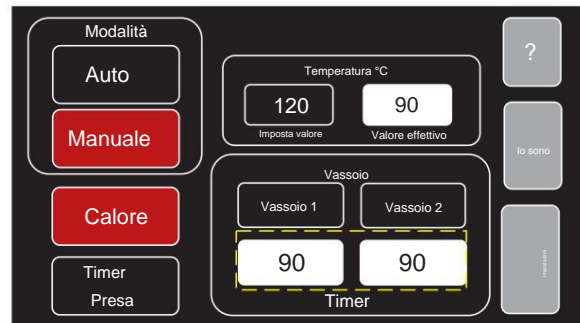 Modalità
Auto
Manuale
Calore
Timer
Presa
Temperatura °C
120
90
Imposta valore
Valore effettivo
Vassoio
Vassoio 1
Vassoio 2
90
90
Timer
?
Io sono
Impostazioni